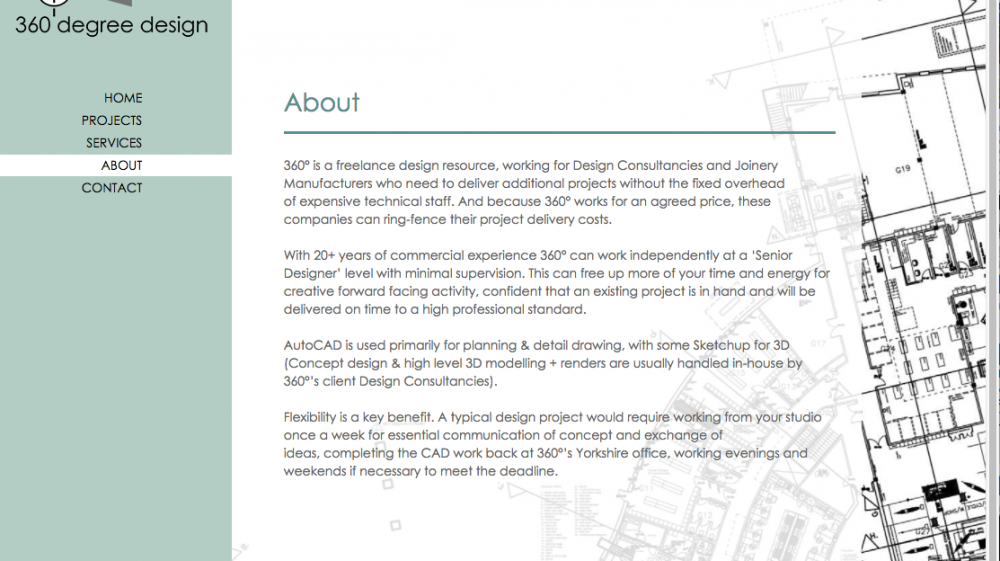 360° degree design
HOME
PROJECTS
SERVICES
ABOUT
CONTACT
About
360° is a freelance design resource, working for Design Consultancies and Joinery
Manufacturers who need to deliver additional projects without the fixed overhead
of expensive technical staff. And because 360° works for an agreed price, these
companies can ring-fence their project delivery costs.
With 20+ years of commercial experience 360° can work independently at a ‘Senior
Designer’ level with minimal supervision. This can free up more of your time and energy for
creative forward facing activity, confident that an existing project is in hand and will be
delivered on time to a high professional standard.
AutoCAD is used primarily for planning & detail drawing, with some Sketchup for 3D
(Concept design & high level 3D modelling + renders are usually handled in-house by
360°’s client Design Consultancies).
Flexibility is a key benefit. A typical design project would require working from your studio
once a week for essential communication of concept and exchange of
ideas, completing the CAD work back at 360°’s Yorkshire office, working evenings and
weekends if necessary to meet the deadline.
G19
G17